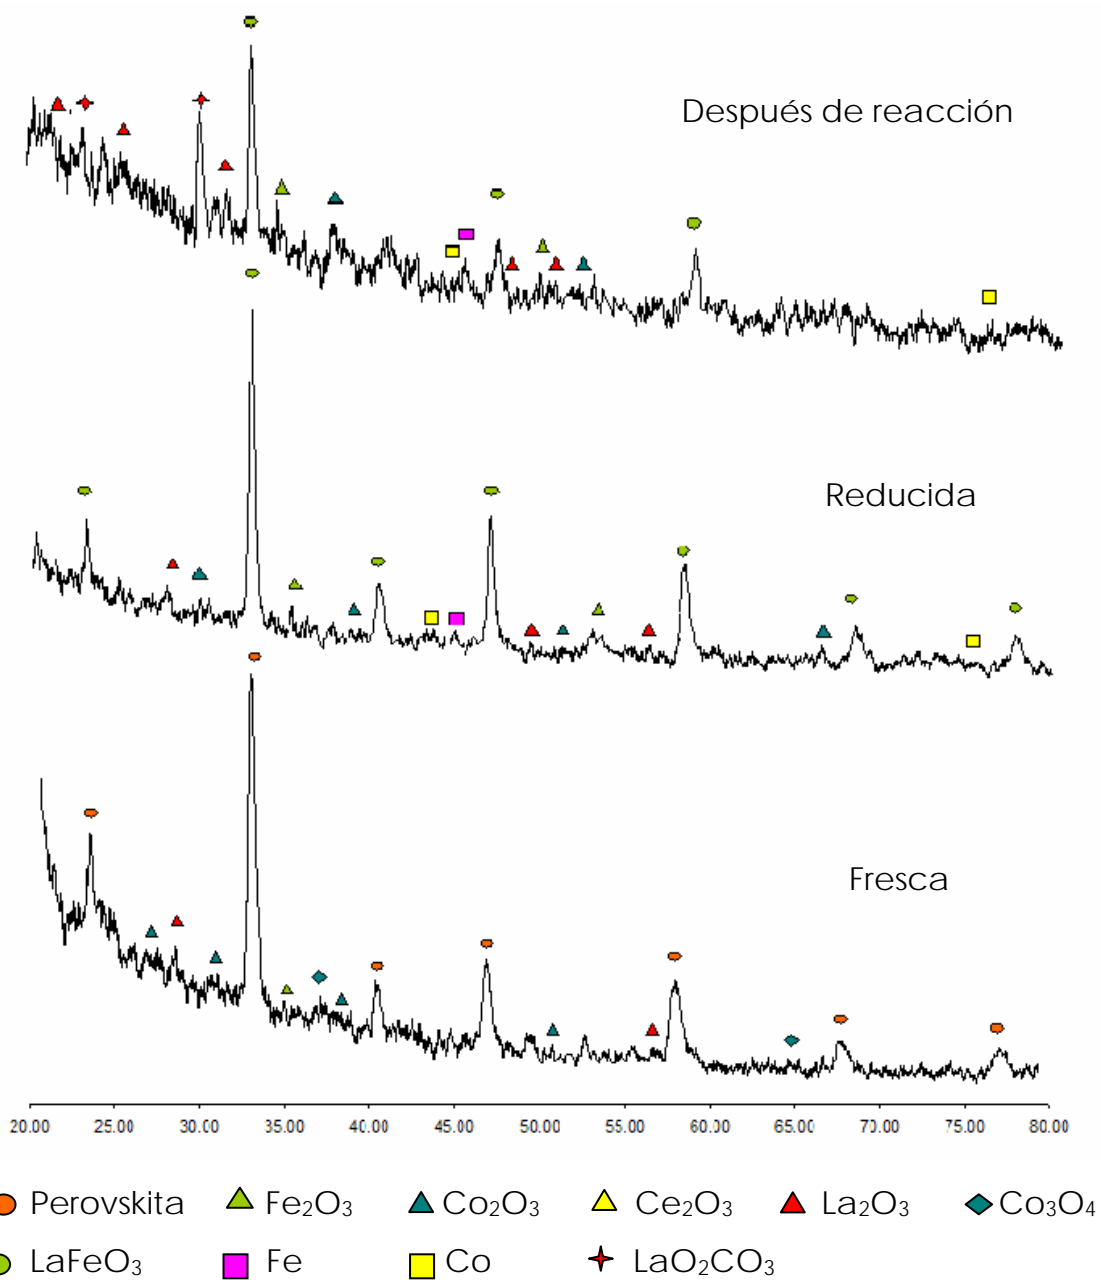 Después de reacción
Reducida
Fresca
20.00 25.00 30.00 35.00 40.00 45.00 50.00 55.00 60.00 65.00 70.00 75.00 80.00
Perovskita Fe₂O₃ Co₂O₃ Ce₂O₃ La₂O₃ Co₃O₄
LaFeO₃ Fe Co LaO₂CO₃